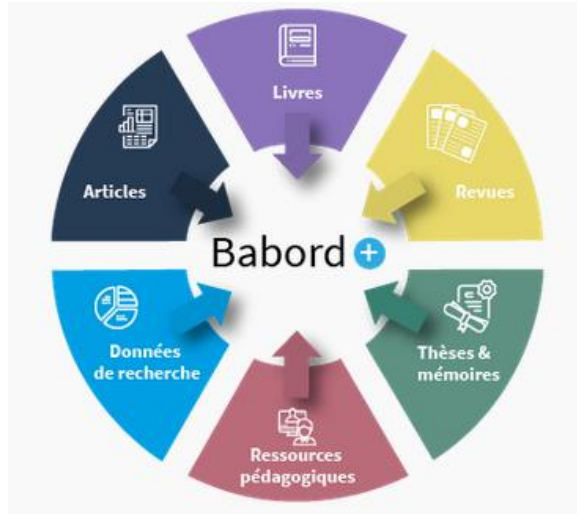 Livres
Articles
Revues
Babord +
Données
de recherche
Thèses &
mémoires
Ressources
pédagogiques